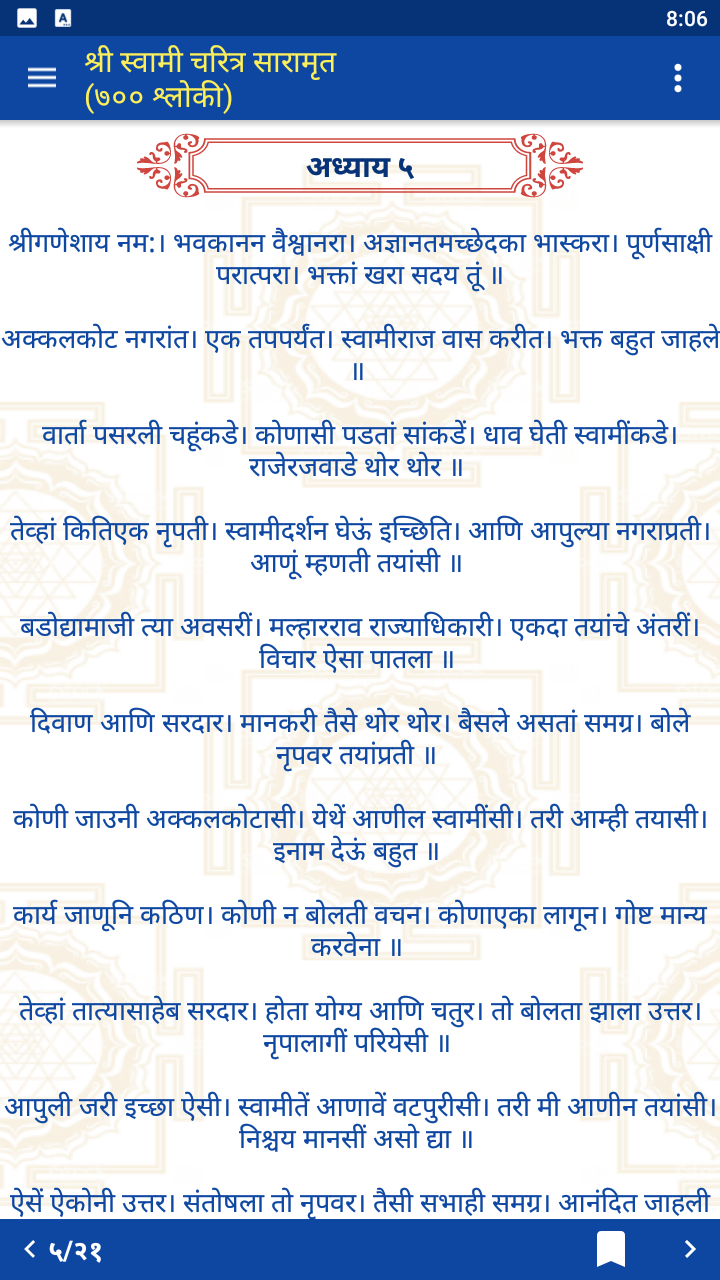 8:06
श्री स्वामी चरित्र सारामृत
(७०० श्लोकी)
अध्याय ५
श्रीगणेशाय नम:। भवकानन वैश्वानरा। अज्ञानतमच्छेदका भास्करा। पूर्णसाक्षी
परात्परा। भक्तां खरा सदय तूं ॥
अक्कलकोट नगरांत। एक तपपर्यंत। स्वामीराज वास करीत। भक्त बहुत जाहले
॥
वार्ता पसरली चहूंकडे। कोणासी पडतां सांकडें। धाव घेती स्वामींकडे।
राजेरजवाडे थोर थोर ॥
तेव्हां कितिएक नृपती। स्वामीदर्शन घेऊं इच्छिति। आणि आपुल्या नगराप्रती।
आणूं म्हणती तयांसी ॥
बडोद्यामाजी त्या अवसरीं। मल्हारराव राज्याधिकारी। एकदा तयांचे अंतरीं।
विचार ऐसा पातला ॥
दिवाण आणि सरदार। मानकरी तैसे थोर थोर। बैसले असतां समग्र। बोले
नृपवर तयांप्रती ॥
कोणी जाउनी अक्कलकोटासी। येथें आणील स्वामींसी। तरी आम्ही तयासी।
इनाम देऊं बहुत ॥
कार्य जाणूनि कठिण। कोणी न बोलती वचन। कोणाएका लागून। गोष्ट मान्य
करवेना ॥
तेव्हां तात्यासाहेब सरदार। होता योग्य आणि चतुर। तो बोलता झाला उत्तर।
नृपालागीं परियेसी ॥
आपुली जरी इच्छा ऐसी। स्वामीतें आणावें वटपुरीसी। तरी मी आणीन तयांसी।
निश्चय मानसीं असो द्या ॥
ऐसें ऐकोनी उत्तर। संतोषला तो नृपवर। तैसी सभाही समग्र। आनंदित जाहली
५/२१